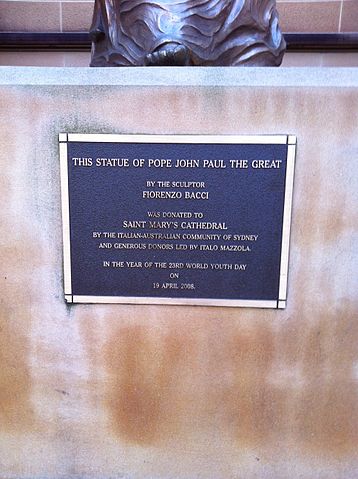 THIS STATUE OF POPE JOHN PAUL THE GREAT
BY THE SCULPTOR
FIORENZO BACCI
WAS DONATED TO
SAINT MARY'S CATHEDRAL
BY THE ITALIAN-AUSTRALIAN COMMUNITY OF SYDNEY
AND GENEROUS DONORS LED BY ITALO MAZZOLA.
IN THE YEAR OF THE 23RD WORLD YOUTH DAY
ON
19 APRIL 2008.